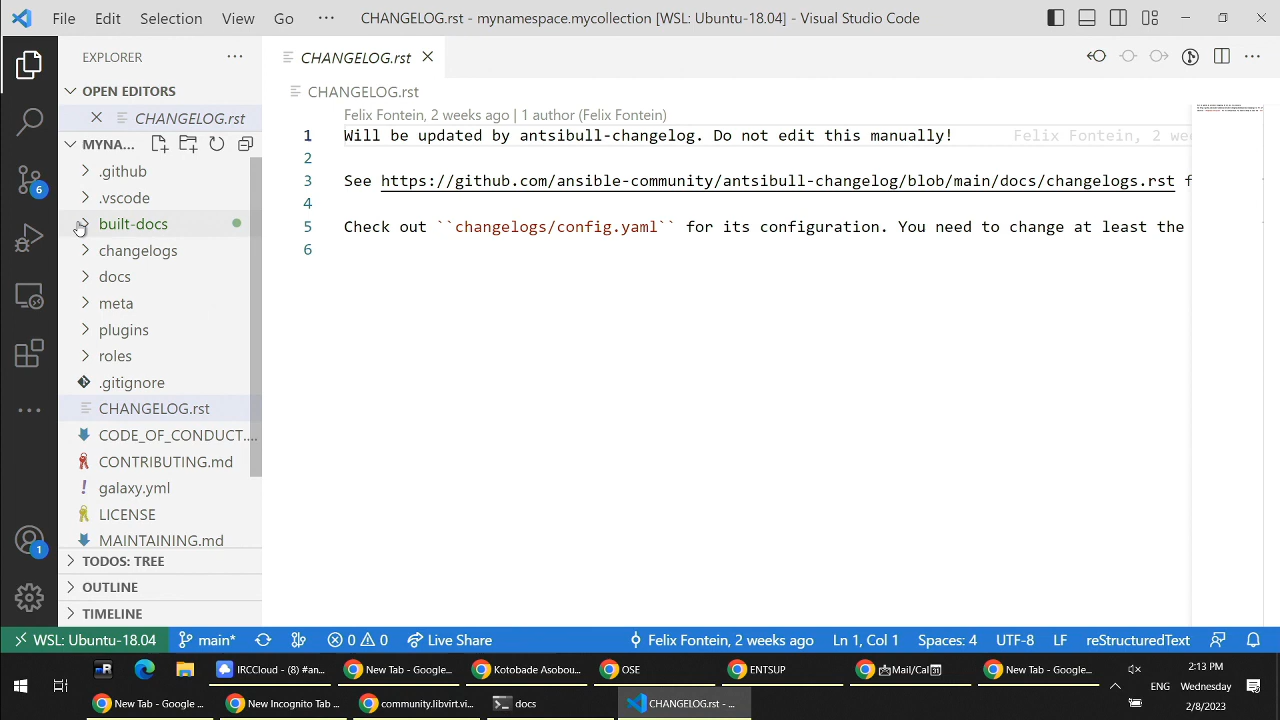 File Edit Selection View Go ··· CHANGELOG.rst - mynamespace.mycollection [WSL: Ubuntu-18.04] - Visual Studio Code
EXPLORER ···
CHANGELOG.rst
OPEN EDITORS
CHANGELOG.rst
CHANGELOG.rst
MYNA...
.github
.vscode
built-docs
changelogs
docs
meta
plugins
roles
.gitignore
CHANGELOG.rst
CODE_OF_CONDUCT....
CONTRIBUTING.md
galaxy.yml
LICENSE
MAINTAINING.md
TODOS: TREE
OUTLINE
TIMELINE
6
1
Felix Fontein, 2 weeks ago | 1 author (Felix Fontein)
1 Will be updated by antsibull-changelog. Do not edit this manually! Felix Fontein, 2 we
2
3 See https://github.com/ansible-community/antsibull-changelog/blob/main/docs/changelogs.rst f
4
5 Check out ``changelogs/config.yaml`` for its configuration. You need to change at least the
6
WSL: Ubuntu-18.04 main* 0 0 Live Share Felix Fontein, 2 weeks ago Ln 1, Col 1 Spaces: 4 UTF-8 LF reStructuredText
IRCCloud - (8) #an... New Tab - Google... Kotobade Asobou... OSE ENTSUP Mail/Cal New Tab - Google... 2:13 PM
New Tab - Google ... New Incognito Tab ... community.libvirt.vi... docs CHANGELOG.rst - ... ENG Wednesday
2/8/2023